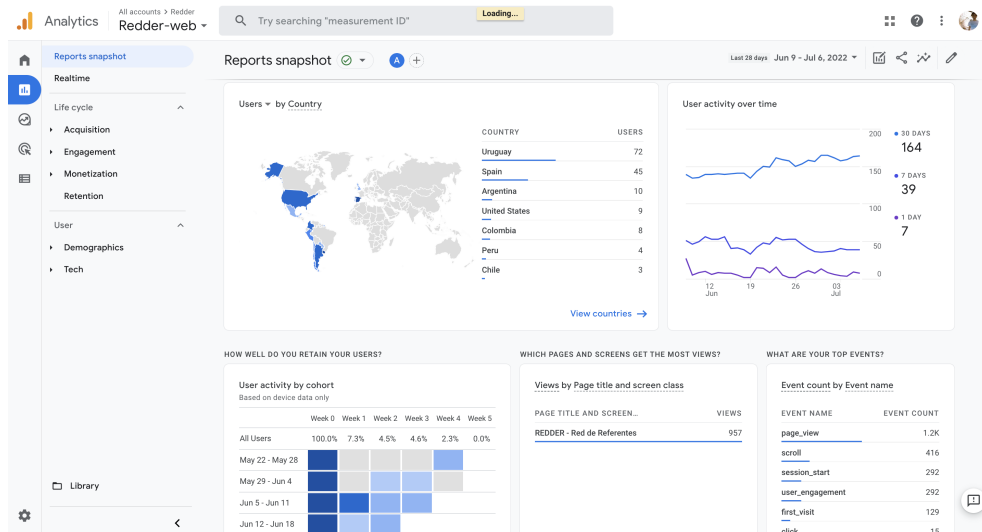 Analytics
All accounts > Redder
Redder-web
Try searching "measurement ID"
Loading...
Reports snapshot
Realtime
Life cycle
Acquisition
Engagement
Monetization
Retention
User
Demographics
Tech
Library
Reports snapshot
A
Last 28 days Jun 9 - Jul 6, 2022
Users by Country
COUNTRY USERS
Uruguay 72
Spain 45
Argentina 10
United States 9
Colombia 8
Peru 4
Chile 3
View countries
User activity over time
200
150
100
50
0
12 Jun
19
26
03 Jul
30 DAYS
164
7 DAYS
39
1 DAY
7
HOW WELL DO YOU RETAIN YOUR USERS?
User activity by cohort
Based on device data only
Week 0 Week 1 Week 2 Week 3 Week 4 Week 5
All Users 100.0% 7.3% 4.5% 4.6% 2.3% 0.0%
May 22 - May 28
May 29 - Jun 4
Jun 5 - Jun 11
Jun 12 - Jun 18
WHICH PAGES AND SCREENS GET THE MOST VIEWS?
Views by Page title and screen class
PAGE TITLE AND SCREEN... VIEWS
REDDER - Red de Referentes 957
WHAT ARE YOUR TOP EVENTS?
Event count by Event name
EVENT NAME EVENT COUNT
page_view 1.2K
scroll 416
session_start 292
user_engagement 292
first_visit 129
click 15